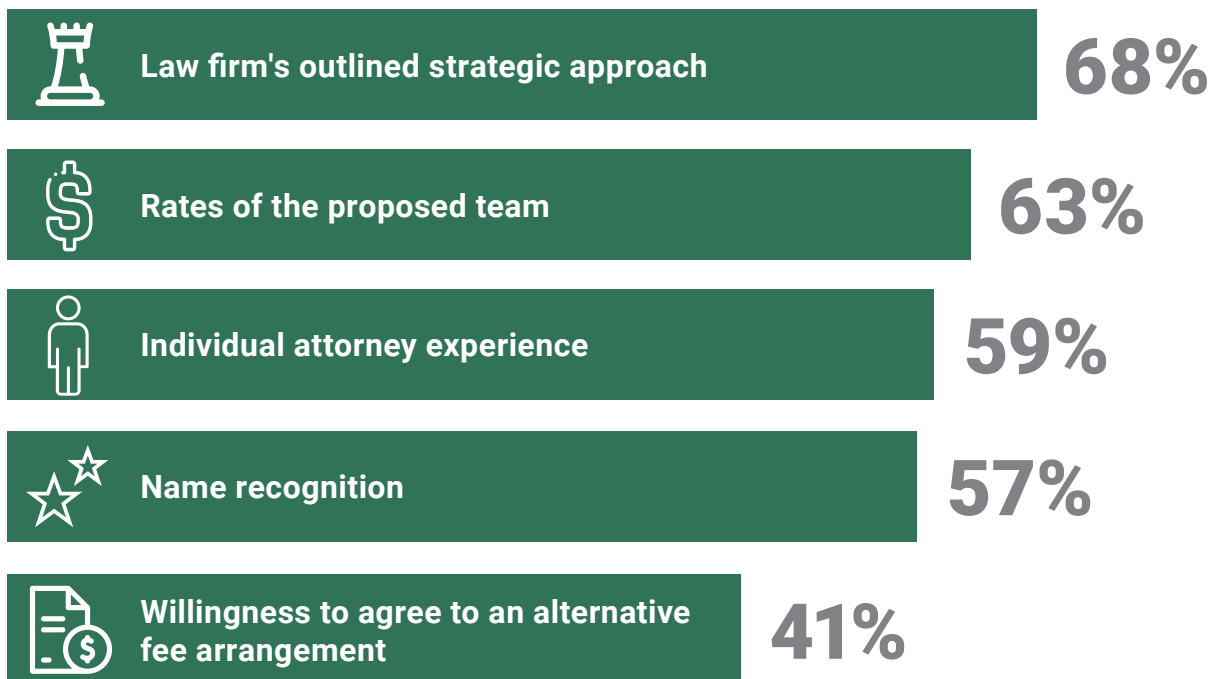 Law firm's outlined strategic approach
68%
Rates of the proposed team
63%
Individual attorney experience
59%
Name recognition
57%
Willingness to agree to an alternative
fee arrangement
41%